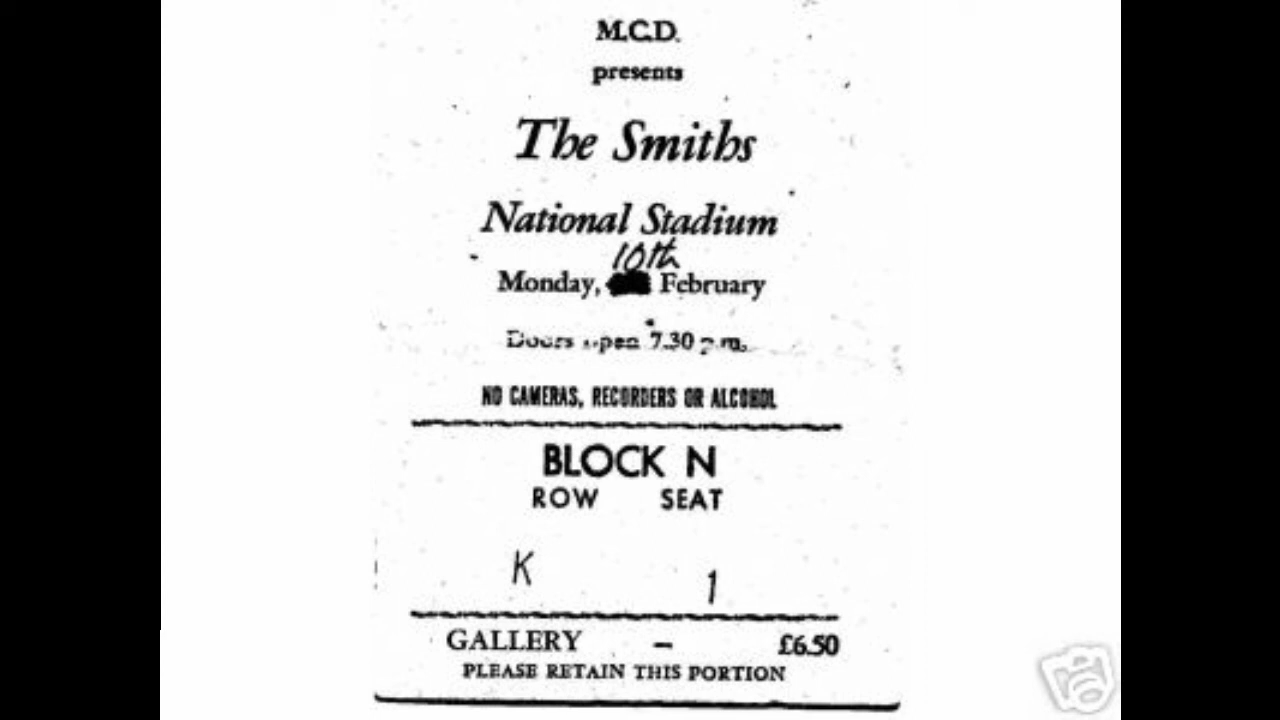 M.C.D.
presents
The Smiths
National Stadium
10th
Monday, February
Doors open 7.30 p.m.
NO CAMERAS, RECORDERS OR ALCOHOL
BLOCK N
ROW SEAT
K 1
GALLERY – £6.50
PLEASE RETAIN THIS PORTION